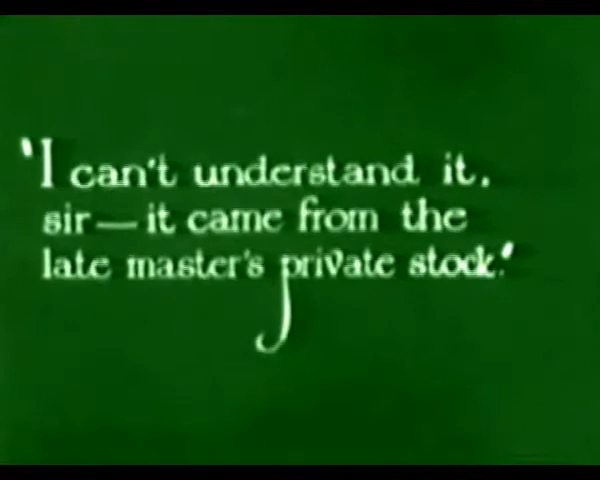 "I can't understand it,
sir — it came from the
late master's private stock."